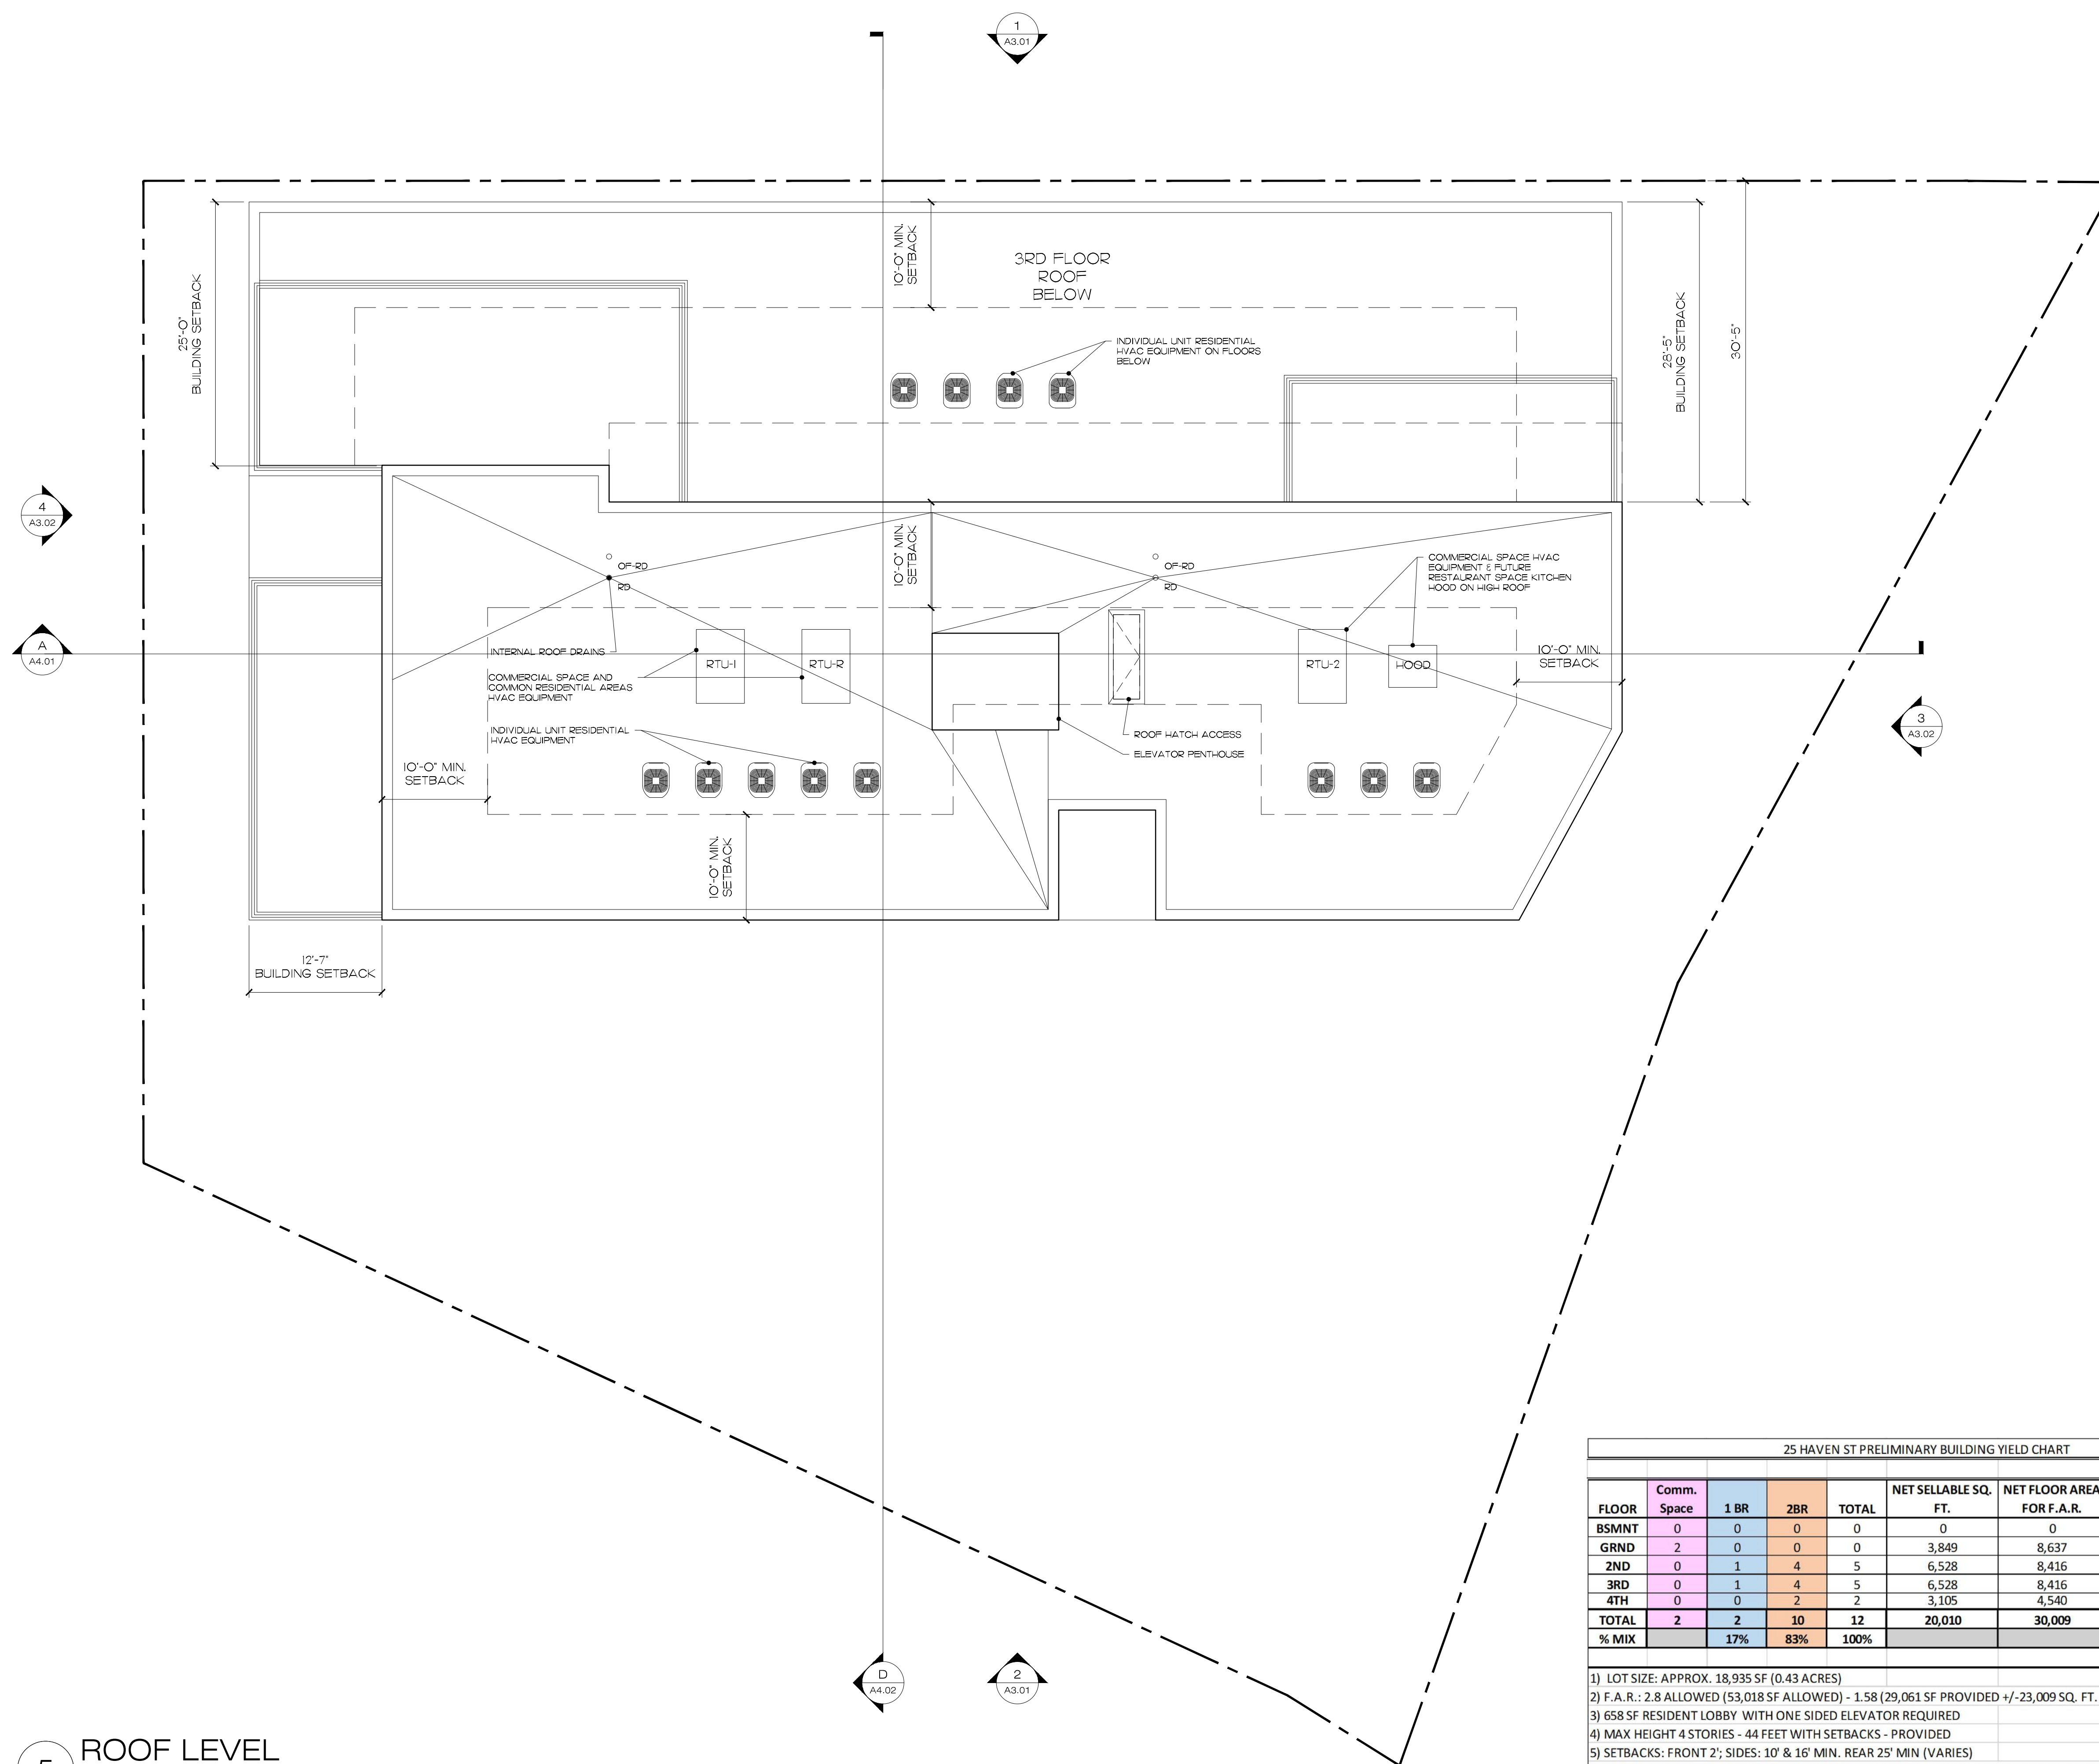 1
A3.01
10'-0" MIN.
SETBACK
3RD FLOOR
ROOF
BELOW
25'-0"
BUILDING SETBACK
28'-5"
BUILDING SETBACK
30'-5"
INDIVIDUAL UNIT RESIDENTIAL
HVAC EQUIPMENT ON FLOORS
BELOW
4
A3.02
10'-0" MIN.
SETBACK
OF-RD
RD
OF-RD
RD
COMMERCIAL SPACE HVAC
EQUIPMENT & FUTURE
RESTAURANT SPACE KITCHEN
HOOD ON HIGH ROOF
A
A4.01
INTERNAL ROOF DRAINS
RTU-1
RTU-R
RTU-2
HOOD
10'-0" MIN.
SETBACK
COMMERCIAL SPACE AND
COMMON RESIDENTIAL AREAS
HVAC EQUIPMENT
3
A3.02
INDIVIDUAL UNIT RESIDENTIAL
HVAC EQUIPMENT
ROOF HATCH ACCESS
ELEVATOR PENTHOUSE
10'-0" MIN.
SETBACK
10'-0" MIN.
SETBACK
12'-7"
BUILDING SETBACK
25 HAVEN ST PRELIMINARY BUILDING YIELD CHART
FLOOR Comm. Space 1 BR 2BR TOTAL NET SELLABLE SQ. FT. NET FLOOR AREA FOR F.A.R.
BSMNT 0 0 0 0 0 0
GRND 2 0 0 0 3,849 8,637
2ND 0 1 4 5 6,528 8,416
3RD 0 1 4 5 6,528 8,416
4TH 0 0 2 2 3,105 4,540
TOTAL 2 2 10 12 20,010 30,009
% MIX 17% 83% 100%
1) LOT SIZE: APPROX. 18,935 SF (0.43 ACRES)
2) F.A.R.: 2.8 ALLOWED (53,018 SF ALLOWED) - 1.58 (29,061 SF PROVIDED +/-23,009 SQ. FT.
3) 658 SF RESIDENT LOBBY WITH ONE SIDED ELEVATOR REQUIRED
4) MAX HEIGHT 4 STORIES - 44 FEET WITH SETBACKS - PROVIDED
5) SETBACKS: FRONT 2'; SIDES: 10' & 16' MIN. REAR 25' MIN (VARIES)
D
A4.02
2
A3.01
5
ROOF LEVEL